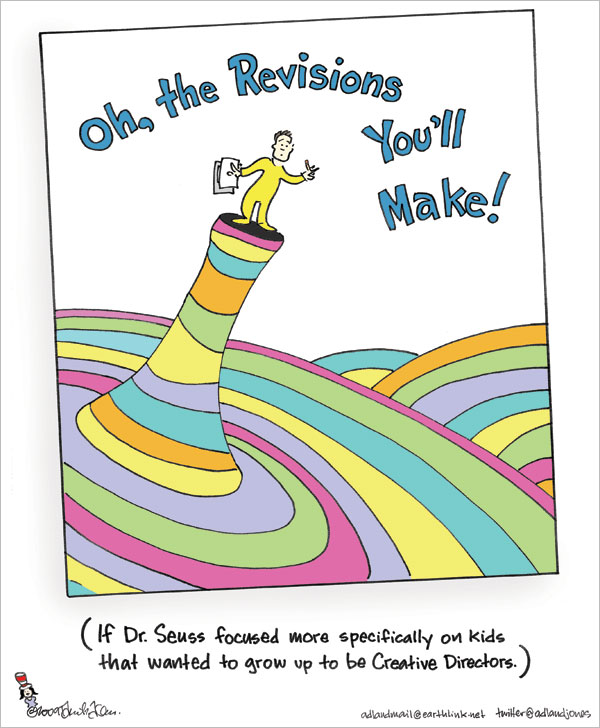 Oh, the Revisions
You'll
Make!
(If Dr. Seuss focused more specifically on kids
that wanted to grow up to be Creative Directors.)
©2009
adlandmail@earthlink.net twitter@adlandjones